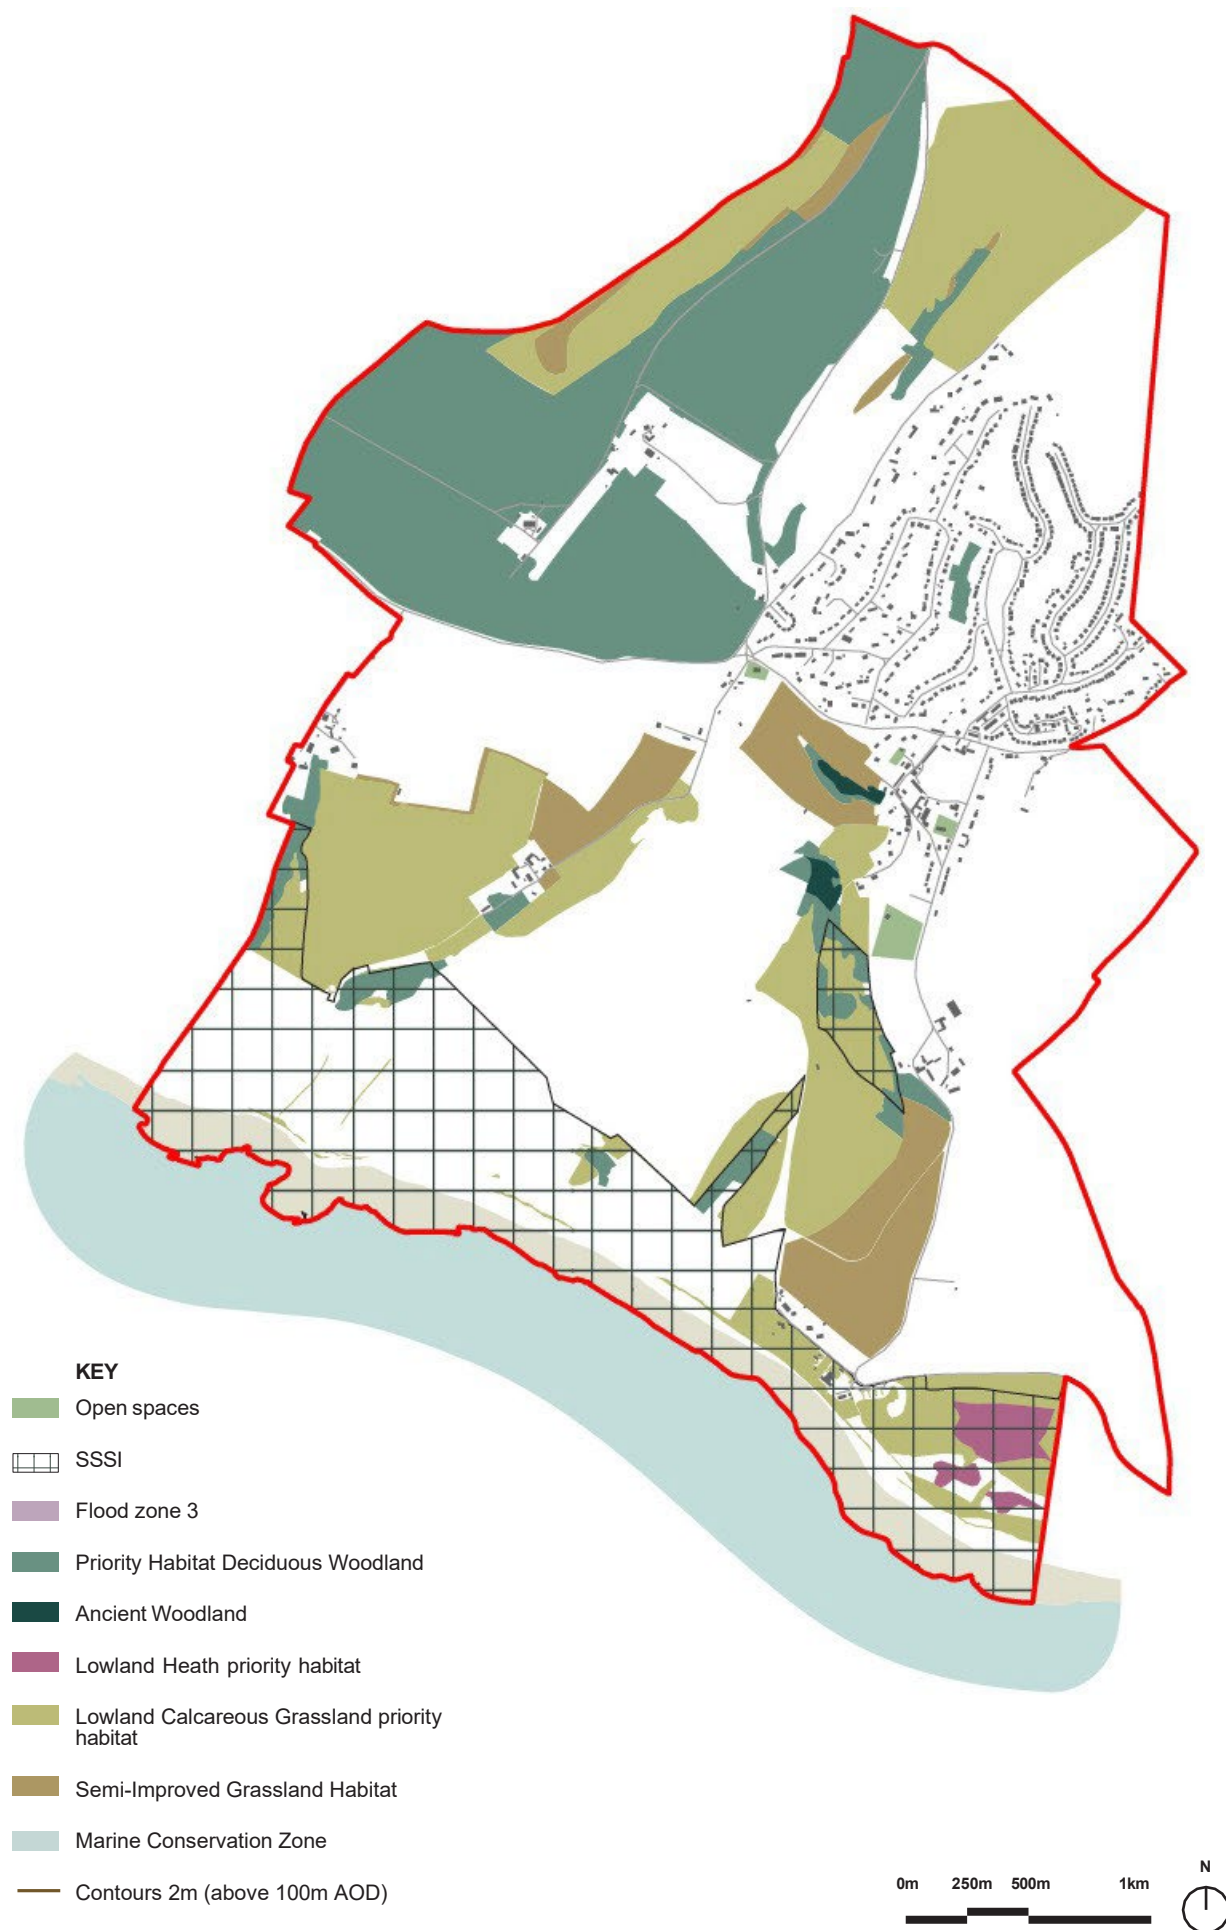 KEY
Open spaces
SSSI
Flood zone 3
Priority Habitat Deciduous Woodland
Ancient Woodland
Lowland Heath priority habitat
Lowland Calcareous Grassland priority
habitat
Semi-Improved Grassland Habitat
Marine Conservation Zone
Contours 2m (above 100m AOD)
0m 250m 500m 1km
N